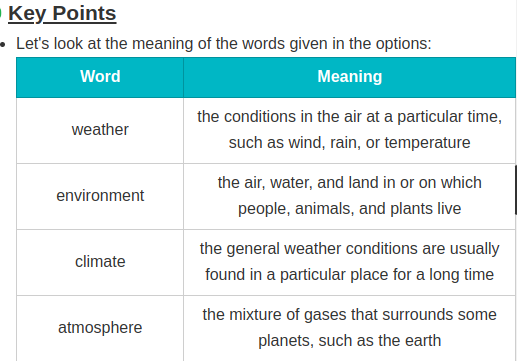 Key Points
Let's look at the meaning of the words given in the options:
Word Meaning
weather
the conditions in the air at a particular time,
such as wind, rain, or temperature
environment
the air, water, and land in or on which
people, animals, and plants live
climate
the general weather conditions are usually
found in a particular place for a long time
atmosphere
the mixture of gases that surrounds some
planets, such as the earth